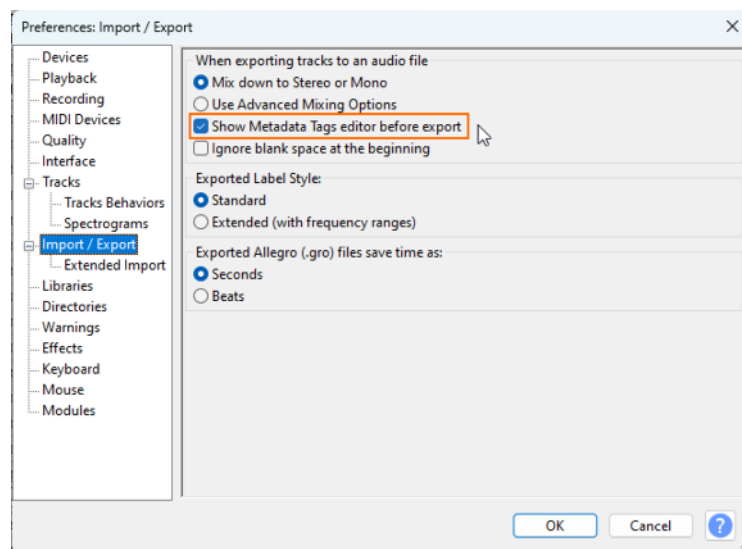 Preferences: Import / Export
Devices
Playback
Recording
MIDI Devices
Quality
Interface
Tracks
Tracks Behaviors
Spectrograms
Import / Export
Extended Import
Libraries
Directories
Warnings
Effects
Keyboard
Mouse
Modules
When exporting tracks to an audio file
Mix down to Stereo or Mono
Use Advanced Mixing Options
Show Metadata Tags editor before export
Ignore blank space at the beginning
Exported Label Style:
Standard
Extended (with frequency ranges)
Exported Allegro (.gro) files save time as:
Seconds
Beats
OK
Cancel
?